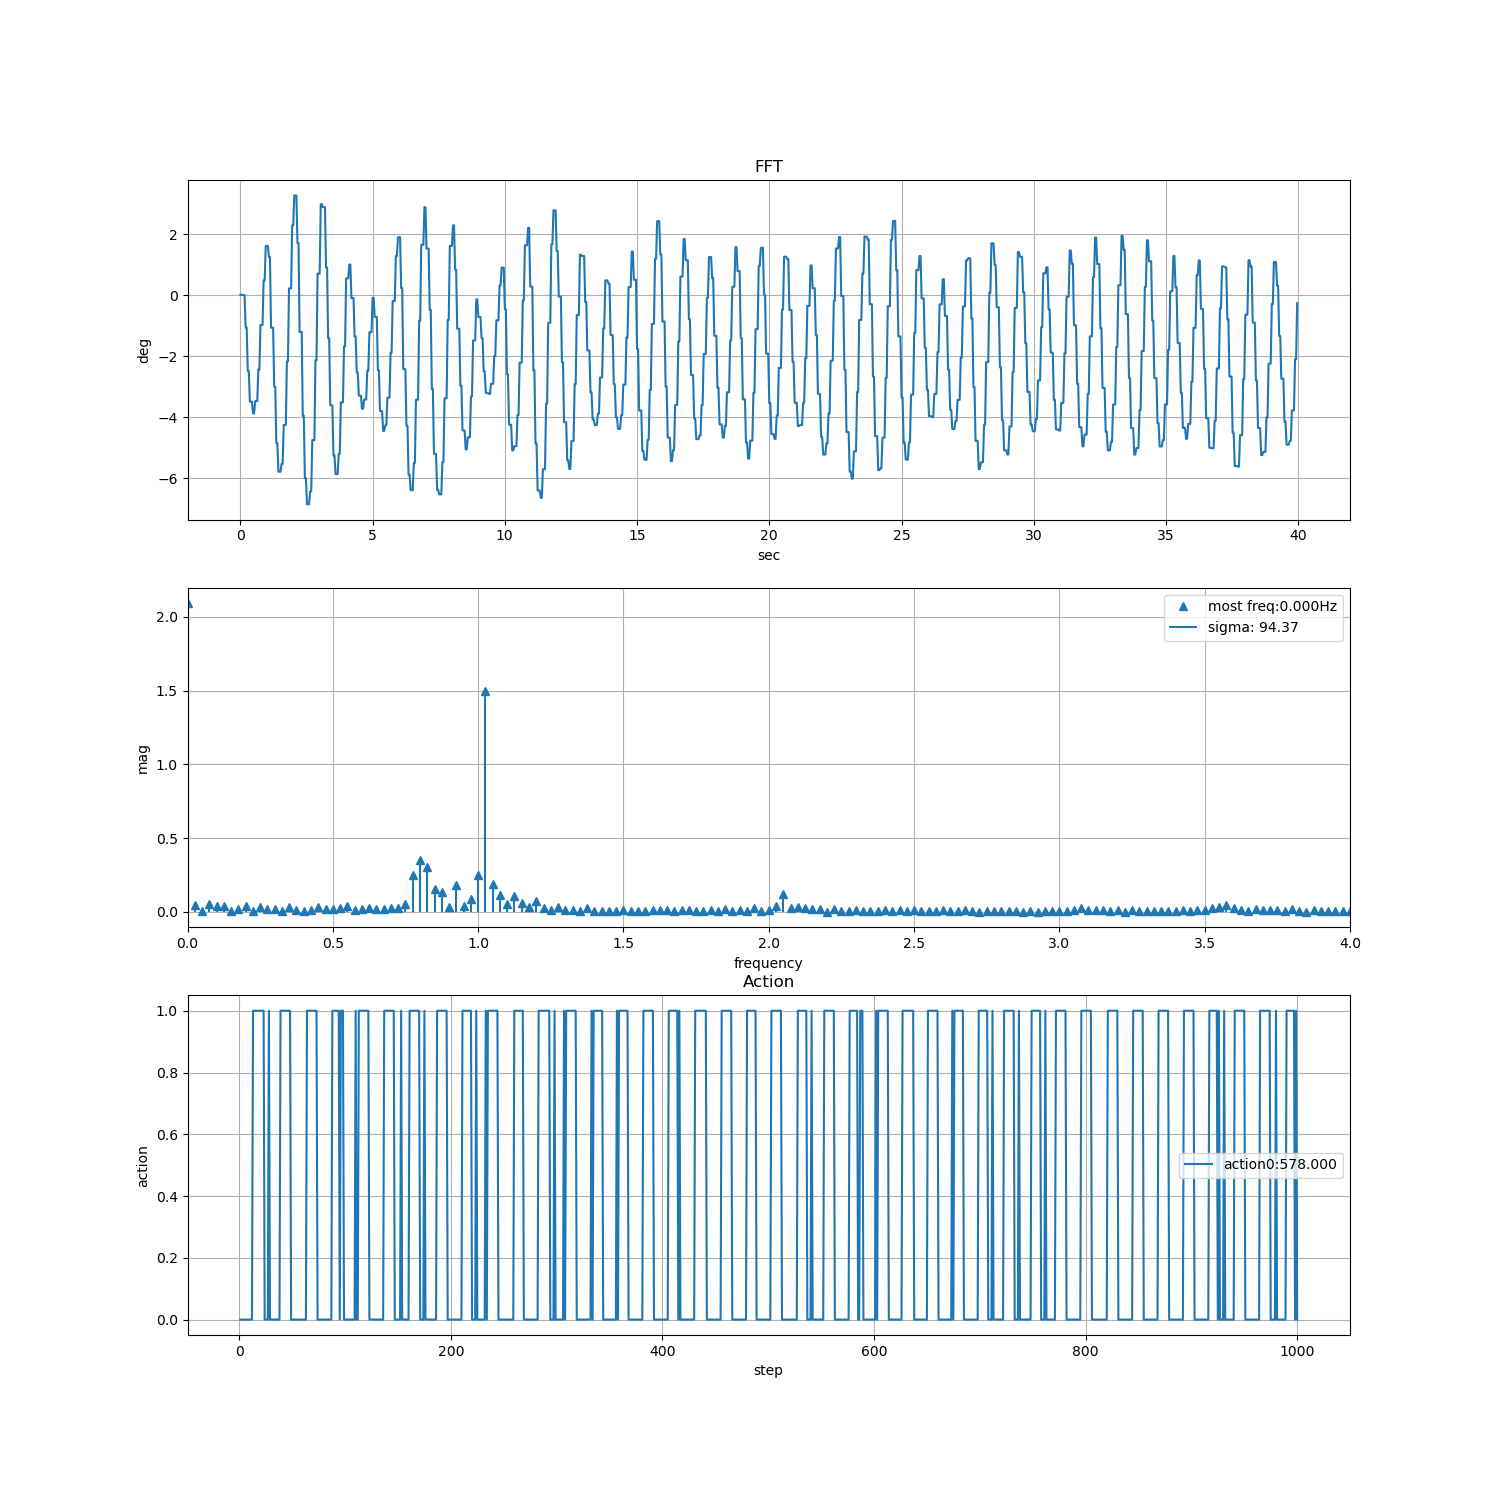 FFT
2
0
−2
−4
−6
deg
0 5 10 15 20 25 30 35 40
sec
most freq:0.000Hz
sigma: 94.37
2.0
1.5
1.0
0.5
0.0
mag
0.0 0.5 1.0 1.5 2.0 2.5 3.0 3.5 4.0
frequency
Action
1.0
0.8
0.6
0.4
0.2
0.0
action
action0:578.000
0 200 400 600 800 1000
step